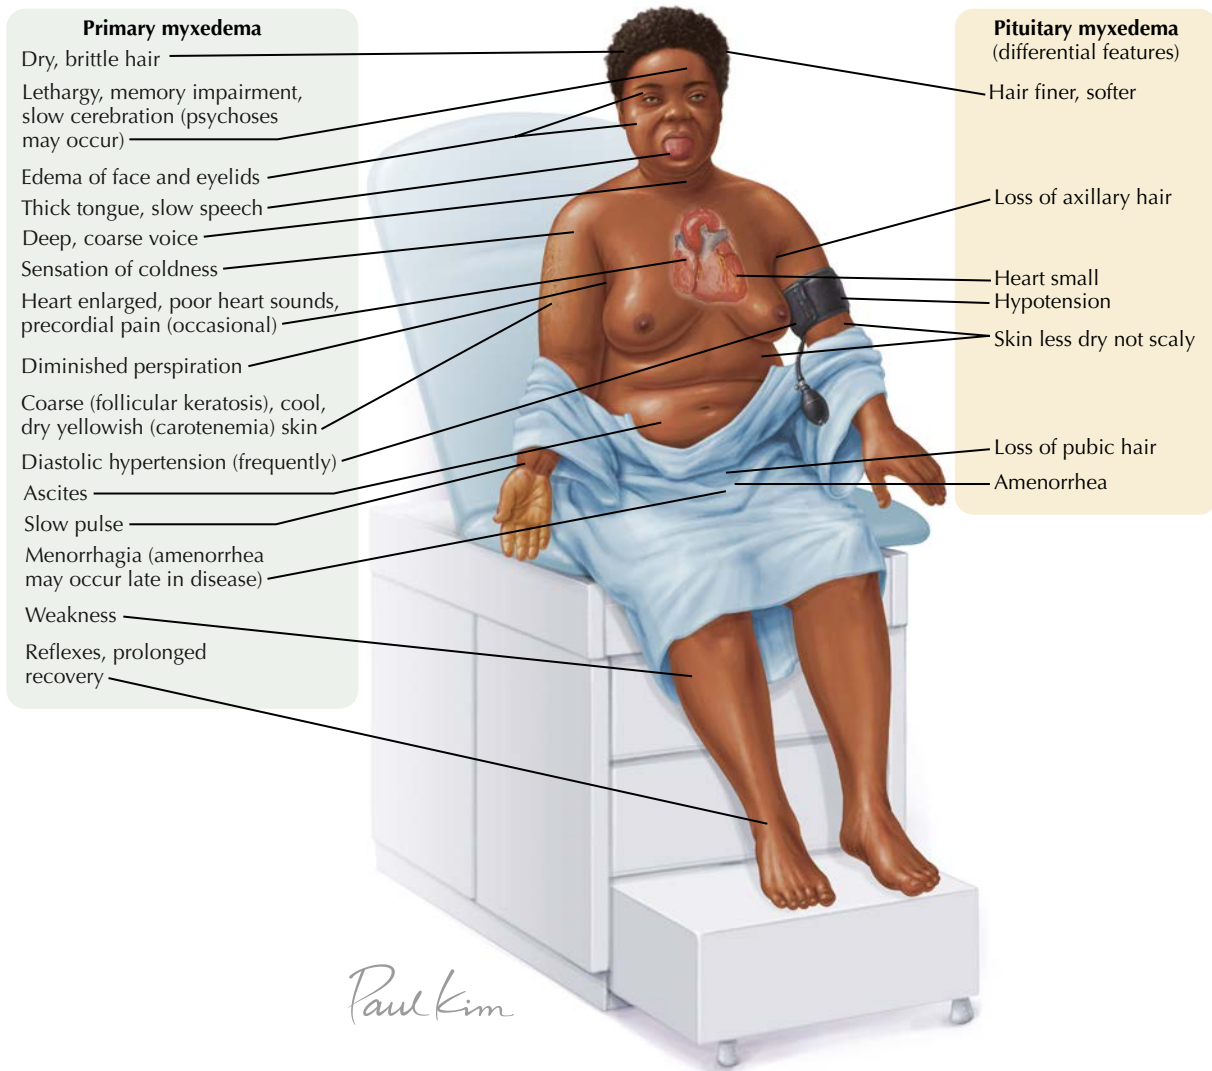 Primary myxedema
Dry, brittle hair
Lethargy, memory impairment,
slow cerebration (psychoses
may occur)
Edema of face and eyelids
Thick tongue, slow speech
Deep, coarse voice
Sensation of coldness
Heart enlarged, poor heart sounds,
precordial pain (occasional)
Diminished perspiration
Coarse (follicular keratosis), cool,
dry yellowish (carotenemia) skin
Diastolic hypertension (frequently)
Ascites
Slow pulse
Menorrhagia (amenorrhea
may occur late in disease)
Weakness
Reflexes, prolonged
recovery
Pituitary myxedema
(differential features)
Hair finer, softer
Loss of axillary hair
Heart small
Hypotension
Skin less dry not scaly
Loss of pubic hair
Amenorrhea
Paul Kim